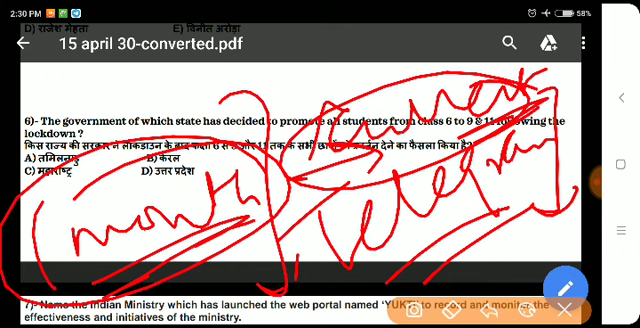 2:30 PM
58%
D) राजेश मेहता E) विनीत अरोड़ा
15 april 30-converted.pdf
6)- The government of which state has decided to promote all students from class 6 to 9 & 11 following the
lockdown ?
किस राज्य की सरकार ने लॉकडाउन के बाद कक्षा 6 से 9 और 11 तक के सभी छात्रों को देने का फैसला किया है?
A) तमिलनाडु B) केरल
C) महाराष्ट्र D) उत्तर प्रदेश
month
Telegram
7)- Name the Indian Ministry which has launched the web portal named 'YUKTI' to record and monitor the
effectiveness and initiatives of the ministry.